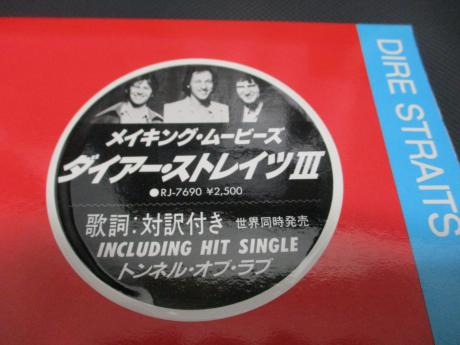 メイキング・ムービーズ
ダイアー・ストレイツIII
●RJ-7690 ¥2,500
歌詞:対訳付き 世界同時発売
INCLUDING HIT SINGLE
トンネル・オブ・ラブ
DIRE STRAITS